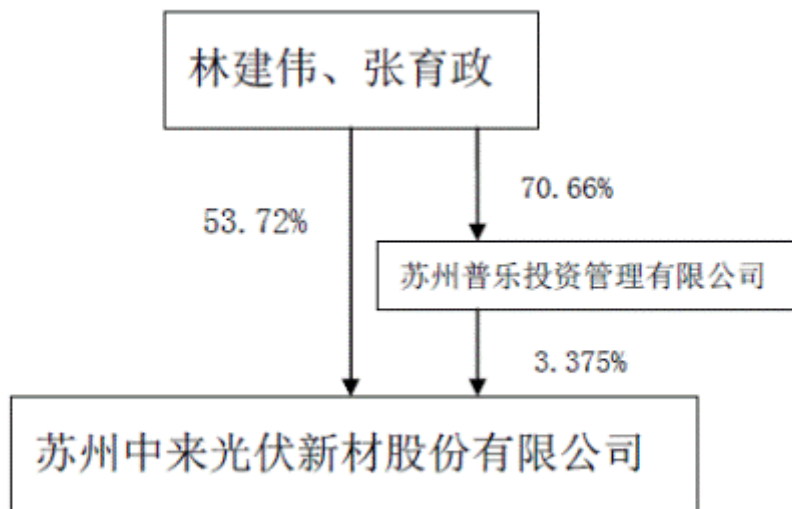 林建伟、张育政
70.66%
53.72%
苏州普乐投资管理有限公司
3.375%
苏州中来光伏新材股份有限公司